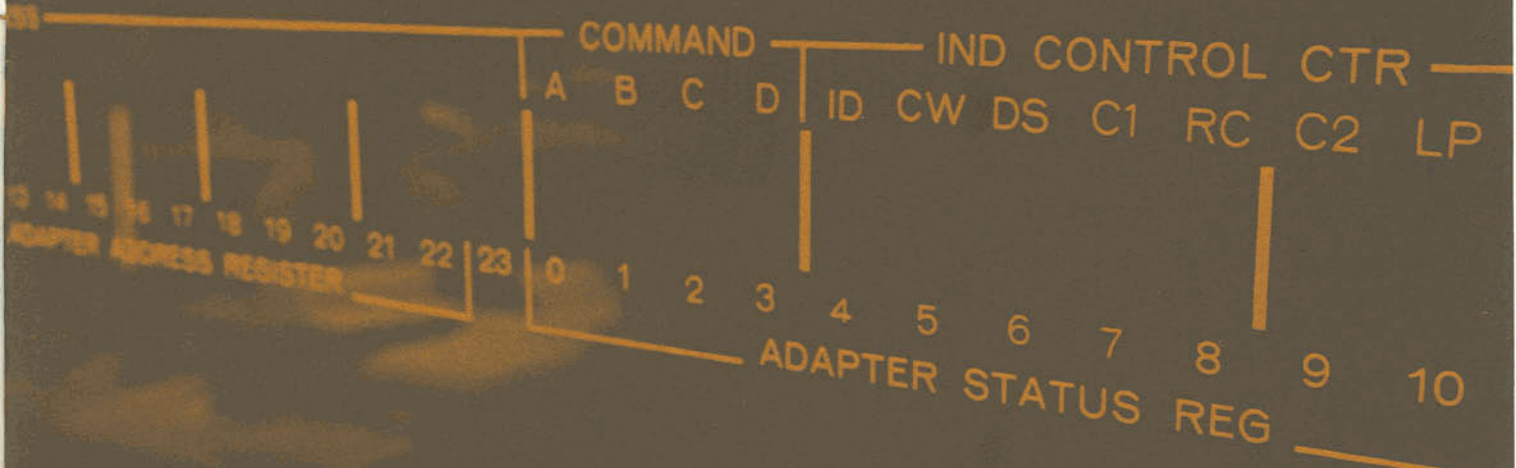 COMMAND IND CONTROL CTR
A B C D ID CW DS C1 RC C2 LP
14 15 16 17 18 19 20 21 22 23 0 1 2 3 4 5 6 7 8 9 10
ADAPTER ADDRESS REGISTER
ADAPTER STATUS REG